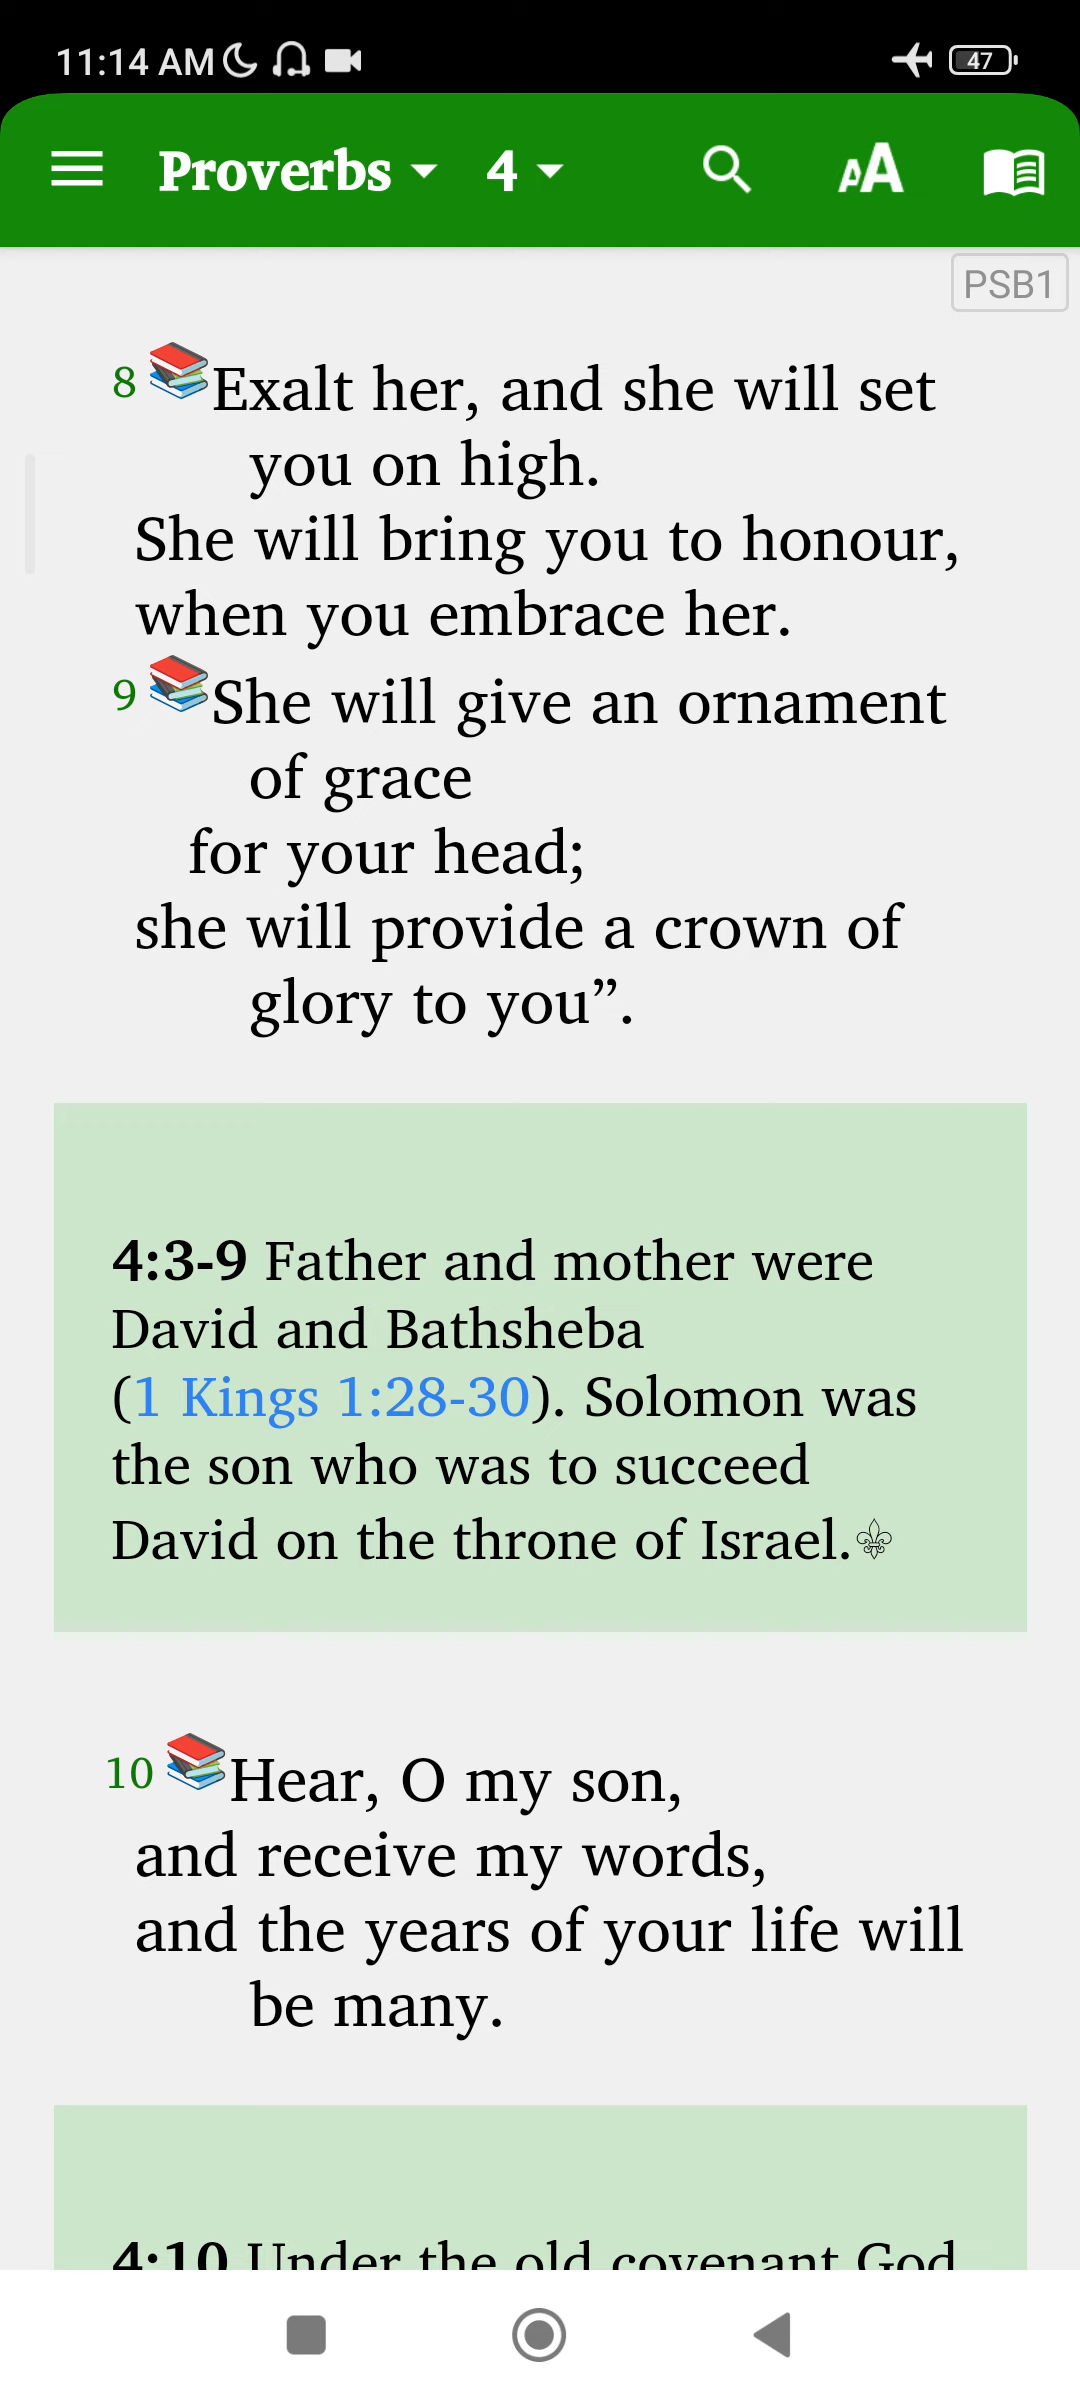 11:14 AM
47
Proverbs 4
AA
PSB1
8 Exalt her, and she will set
you on high.
She will bring you to honour,
when you embrace her.
9 She will give an ornament
of grace
for your head;
she will provide a crown of
glory to you”.
4:3-9 Father and mother were
David and Bathsheba
(1 Kings 1:28-30). Solomon was
the son who was to succeed
David on the throne of Israel.⚜
10 Hear, O my son,
and receive my words,
and the years of your life will
be many.
4:10 Under the old covenant God